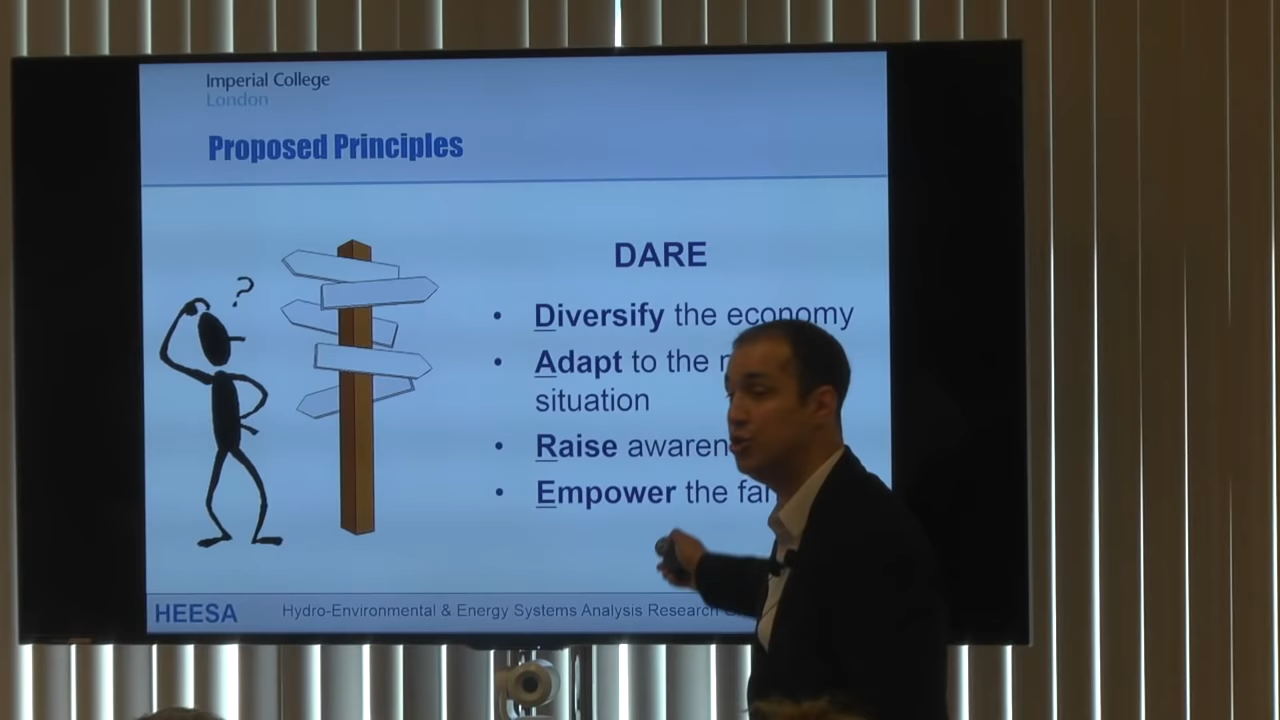 Imperial College
London
Proposed Principles
?
DARE
• Diversify the economy
• Adapt to the
situation
• Raise
• Empower the
HEESA
Hydro-Environmental & Energy Systems Analysis Research